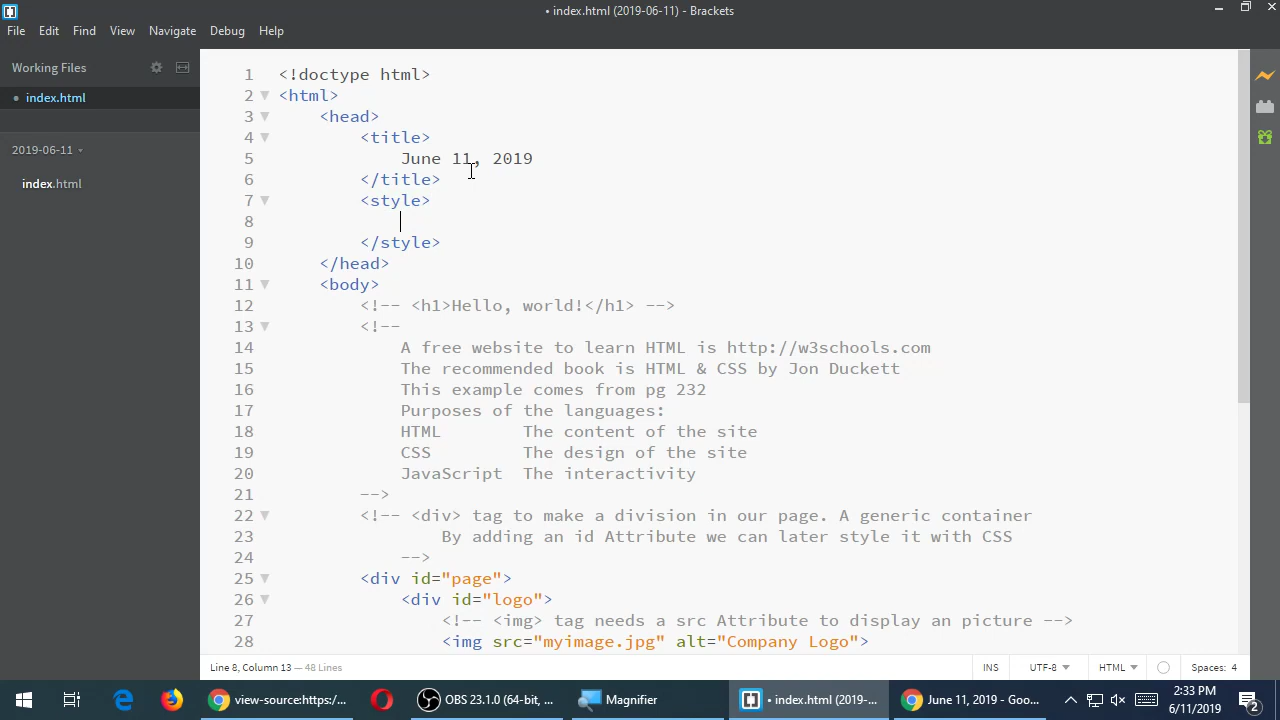 • index.html (2019-06-11) - Brackets
File Edit Find View Navigate Debug Help
Working Files
• index.html
2019-06-11
index.html
1 <!doctype html>
2 <html>
3 <head>
4 <title>
5 June 11, 2019
6 </title>
7 <style>
8
9 </style>
10 </head>
11 <body>
12 <!-- <h1>Hello, world!</h1> -->
13 <!--
14 A free website to learn HTML is http://w3schools.com
15 The recommended book is HTML & CSS by Jon Duckett
16 This example comes from pg 232
17 Purposes of the languages:
18 HTML The content of the site
19 CSS The design of the site
20 JavaScript The interactivity
21 -->
22 <!-- <div> tag to make a division in our page. A generic container
23 By adding an id Attribute we can later style it with CSS
24 -->
25 <div id="page">
26 <div id="logo">
27 <!-- <img> tag needs a src Attribute to display an picture -->
28 <img src="myimage.jpg" alt="Company Logo">
Line 8, Column 13 — 48 Lines INS UTF-8 HTML Spaces: 4
view-source:https:/... OBS 23.1.0 (64-bit, ... Magnifier • index.html (2019-... June 11, 2019 - Goo... 2:33 PM
6/11/2019 2